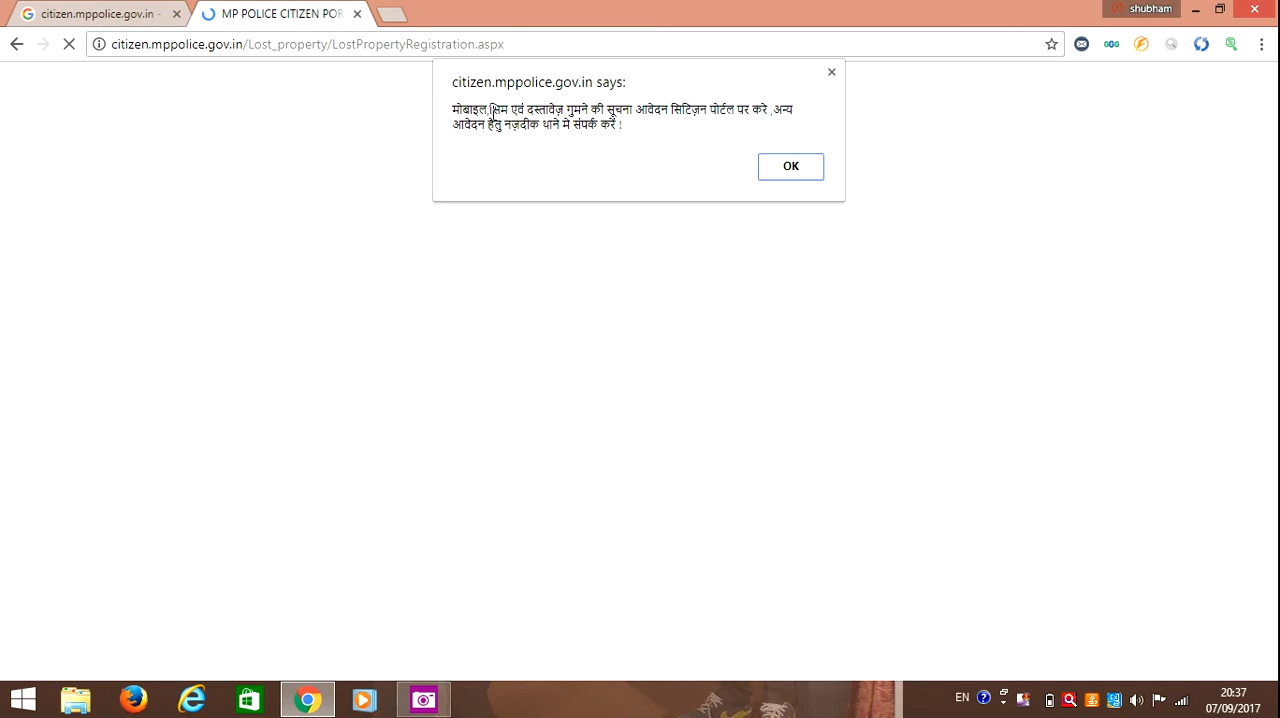 citizen.mppolice.gov.in -
MP POLICE CITIZEN POR
shubham
citizen.mppolice.gov.in/Lost_property/LostPropertyRegistration.aspx
citizen.mppolice.gov.in says:
मोबाइल,सिम एवं दस्तावेज़ गुमने की सूचना आवेदन सिटिज़न पोर्टल पर करे ,अन्य
आवेदन हेतु नज़दीक थाने मे संपर्क करें !
OK
EN
20:37
07/09/2017